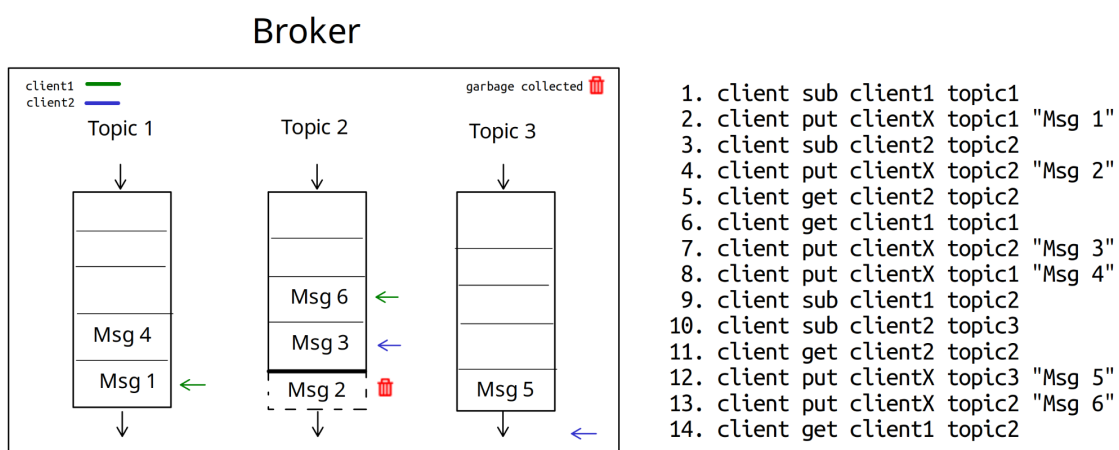 Broker
client1
client2
garbage collected
Topic 1
Topic 2
Topic 3
Msg 6
Msg 4
Msg 3
Msg 1
Msg 2
Msg 5
1. client sub client1 topic1
2. client put clientX topic1 "Msg 1"
3. client sub client2 topic2
4. client put clientX topic2 "Msg 2"
5. client get client2 topic2
6. client get client1 topic1
7. client put clientX topic2 "Msg 3"
8. client put clientX topic1 "Msg 4"
9. client sub client1 topic2
10. client sub client2 topic3
11. client get client2 topic2
12. client put clientX topic3 "Msg 5"
13. client put clientX topic2 "Msg 6"
14. client get client1 topic2